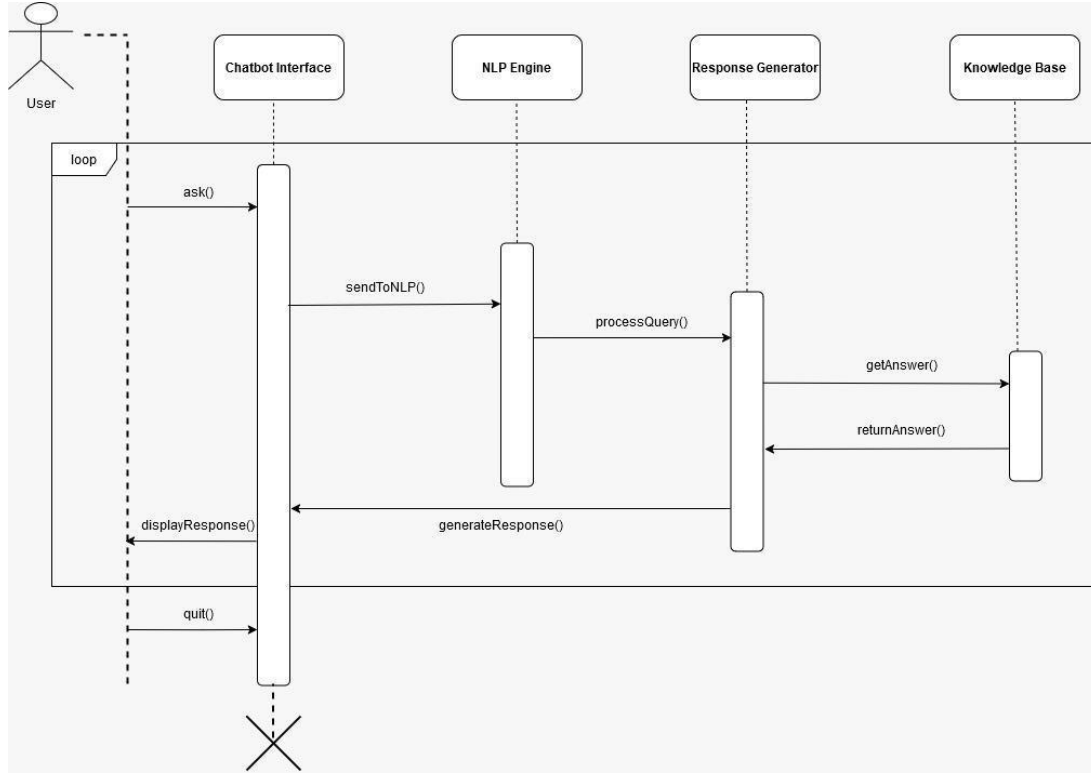 User
Chatbot Interface
NLP Engine
Response Generator
Knowledge Base
loop
ask()
sendToNLP()
processQuery()
getAnswer()
returnAnswer()
generateResponse()
displayResponse()
quit()